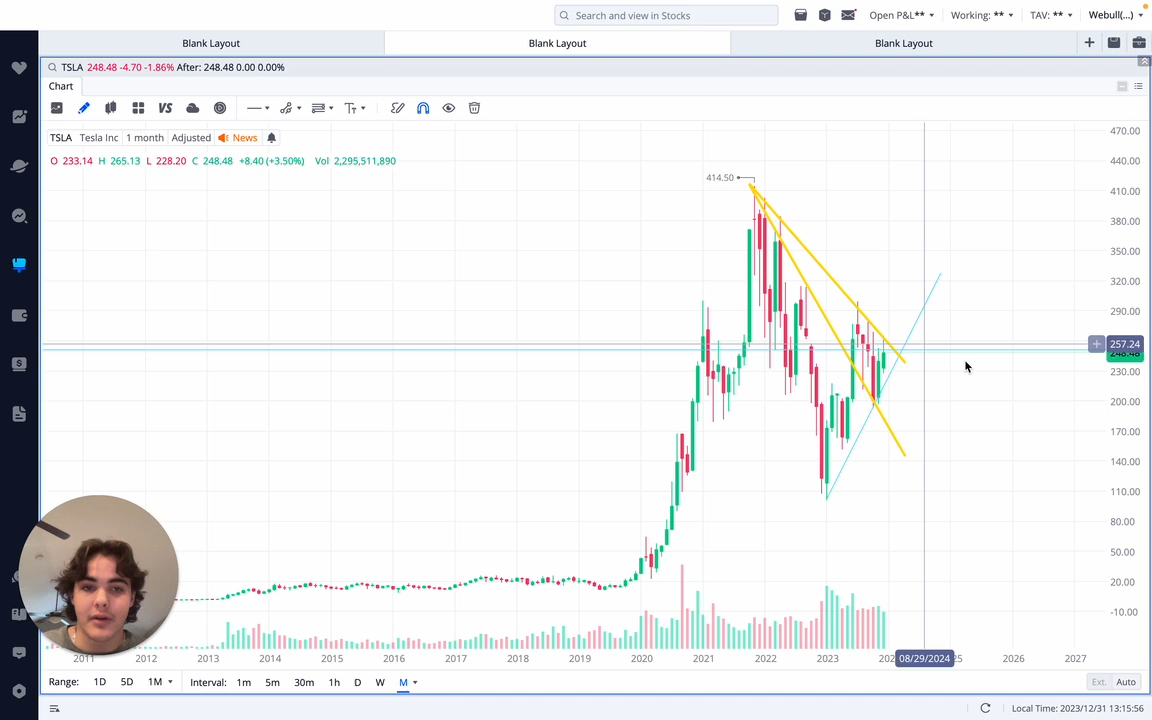 Search and view in Stocks Open P&L** Working: ** TAV: ** Webull(...)
Blank Layout Blank Layout Blank Layout
TSLA 248.48 -4.70 -1.86% After: 248.48 0.00 0.00%
Chart
VS
TSLA Tesla Inc 1 month Adjusted News
O 233.14 H 265.13 L 228.20 C 248.48 +8.40 (+3.50%) Vol 2,295,511,890
470.00
440.00
414.50
410.00
380.00
350.00
320.00
290.00
257.24
248.48
230.00
200.00
170.00
140.00
110.00
80.00
50.00
20.00
-10.00
2011 2012 2013 2014 2015 2016 2017 2018 2019 2020 2021 2022 2023 08/29/2024 2026 2027
Range: 1D 5D 1M Interval: 1m 5m 30m 1h D W M Ext. Auto
Local Time: 2023/12/31 13:15:56